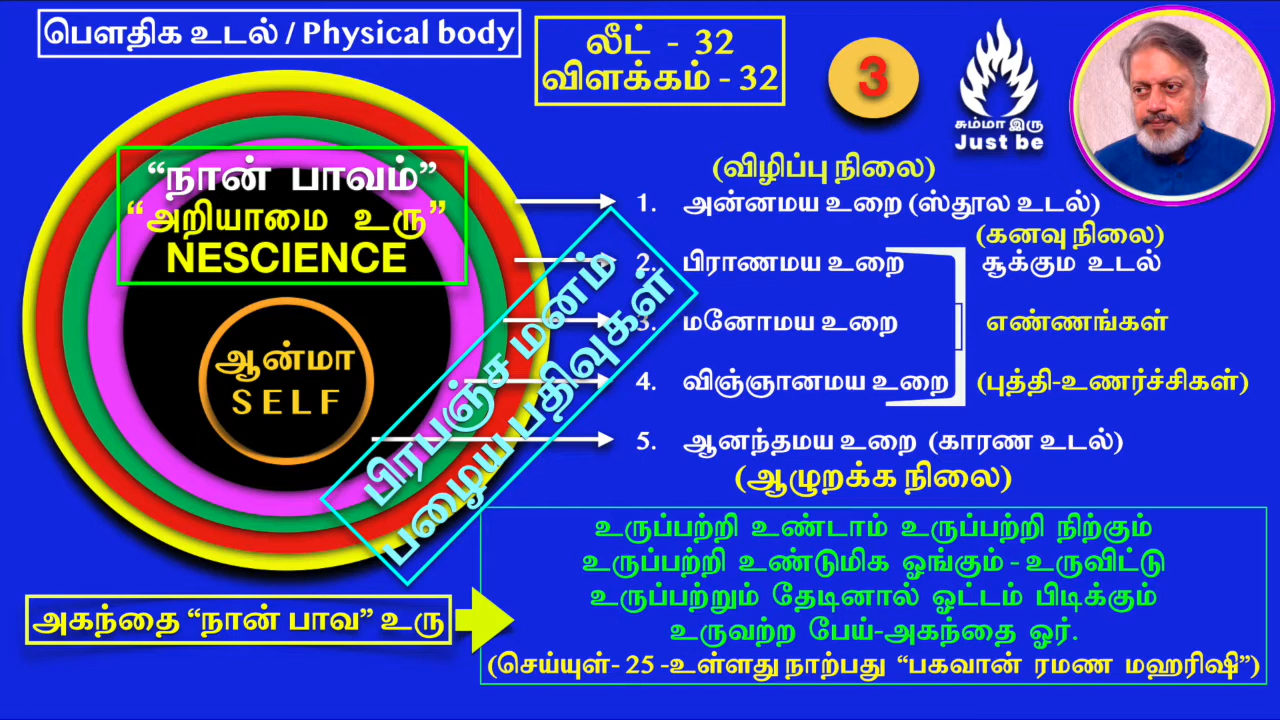 பௌதிக உடல் / Physical body
லீட் - 32
விளக்கம் - 32
3
சும்மா இரு
Just be
“நான் பாவம்”
“அறியாமை உரு”
NESCIENCE
ஆன்மா
SELF
பிரபஞ்ச மனம்
பழைய பதிவுகள்
(விழிப்பு நிலை)
1. அன்னமய உறை (ஸ்தூல உடல்)
(கனவு நிலை)
2. பிராணமய உறை சூக்கும உடல்
3. மனோமய உறை எண்ணங்கள்
4. விஞ்ஞானமய உறை (புத்தி-உணர்ச்சிகள்)
5. ஆனந்தமய உறை (காரண உடல்)
(ஆழுறக்க நிலை)
அகந்தை “நான் பாவ” உரு
உருப்பற்றி உண்டாம் உருப்பற்றி நிற்கும்
உருப்பற்றி உண்டுமிக ஓங்கும் - உருவிட்டு
உருப்பற்றும் தேடினால் ஓட்டம் பிடிக்கும்
உருவற்ற பேய்-அகந்தை ஓர்.
(செய்யுள்- 25 -உள்ளது நாற்பது “பகவான் ரமண மஹரிஷி”)